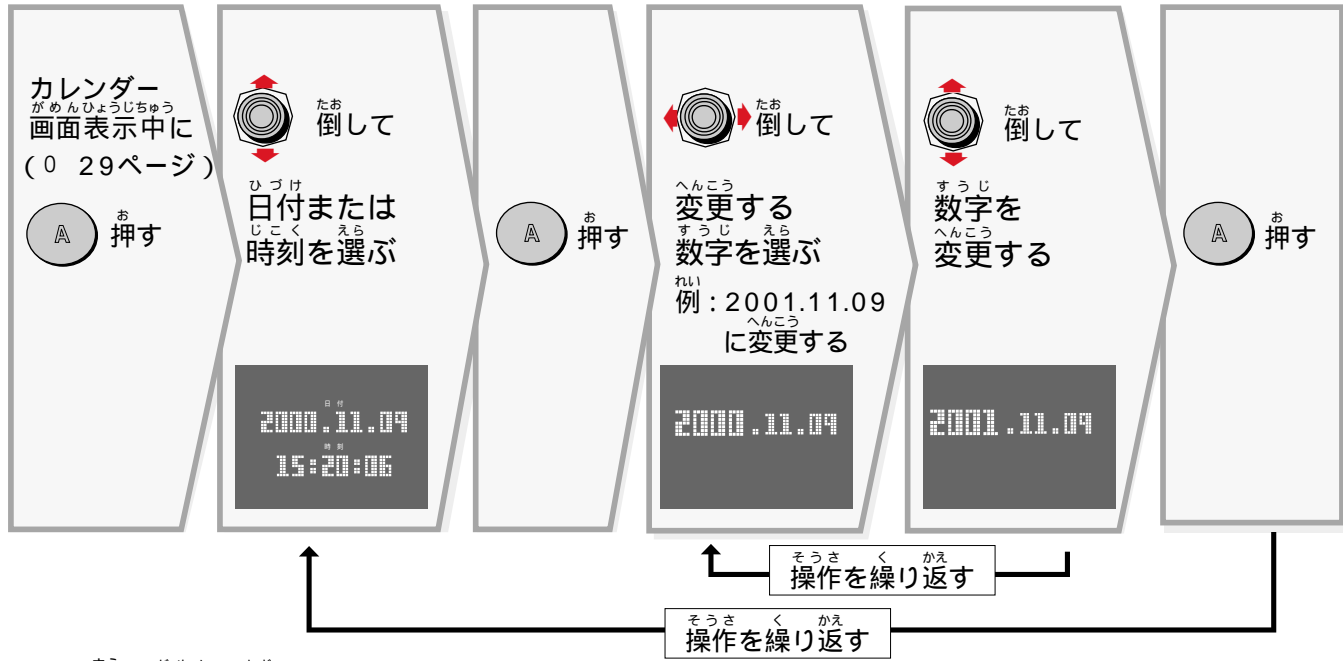 カレンダー
がめんひょうじちゅう
画面表示中に
(0 29ページ)
A
お
押す
たお
倒して
ひづけ
日付または
じこく えら
時刻を選ぶ
日付
2000.11.09
時刻
15:20:06
A
お
押す
たお
倒して
へんこう
変更する
すうじ えら
数字を選ぶ
れい
例:2001.11.09
へんこう
に変更する
2000.11.09
たお
倒して
すうじ
数字を
へんこう
変更する
2001.11.09
A
お
押す
そうさ く かえ
操作を繰り返す
そうさ く かえ
操作を繰り返す